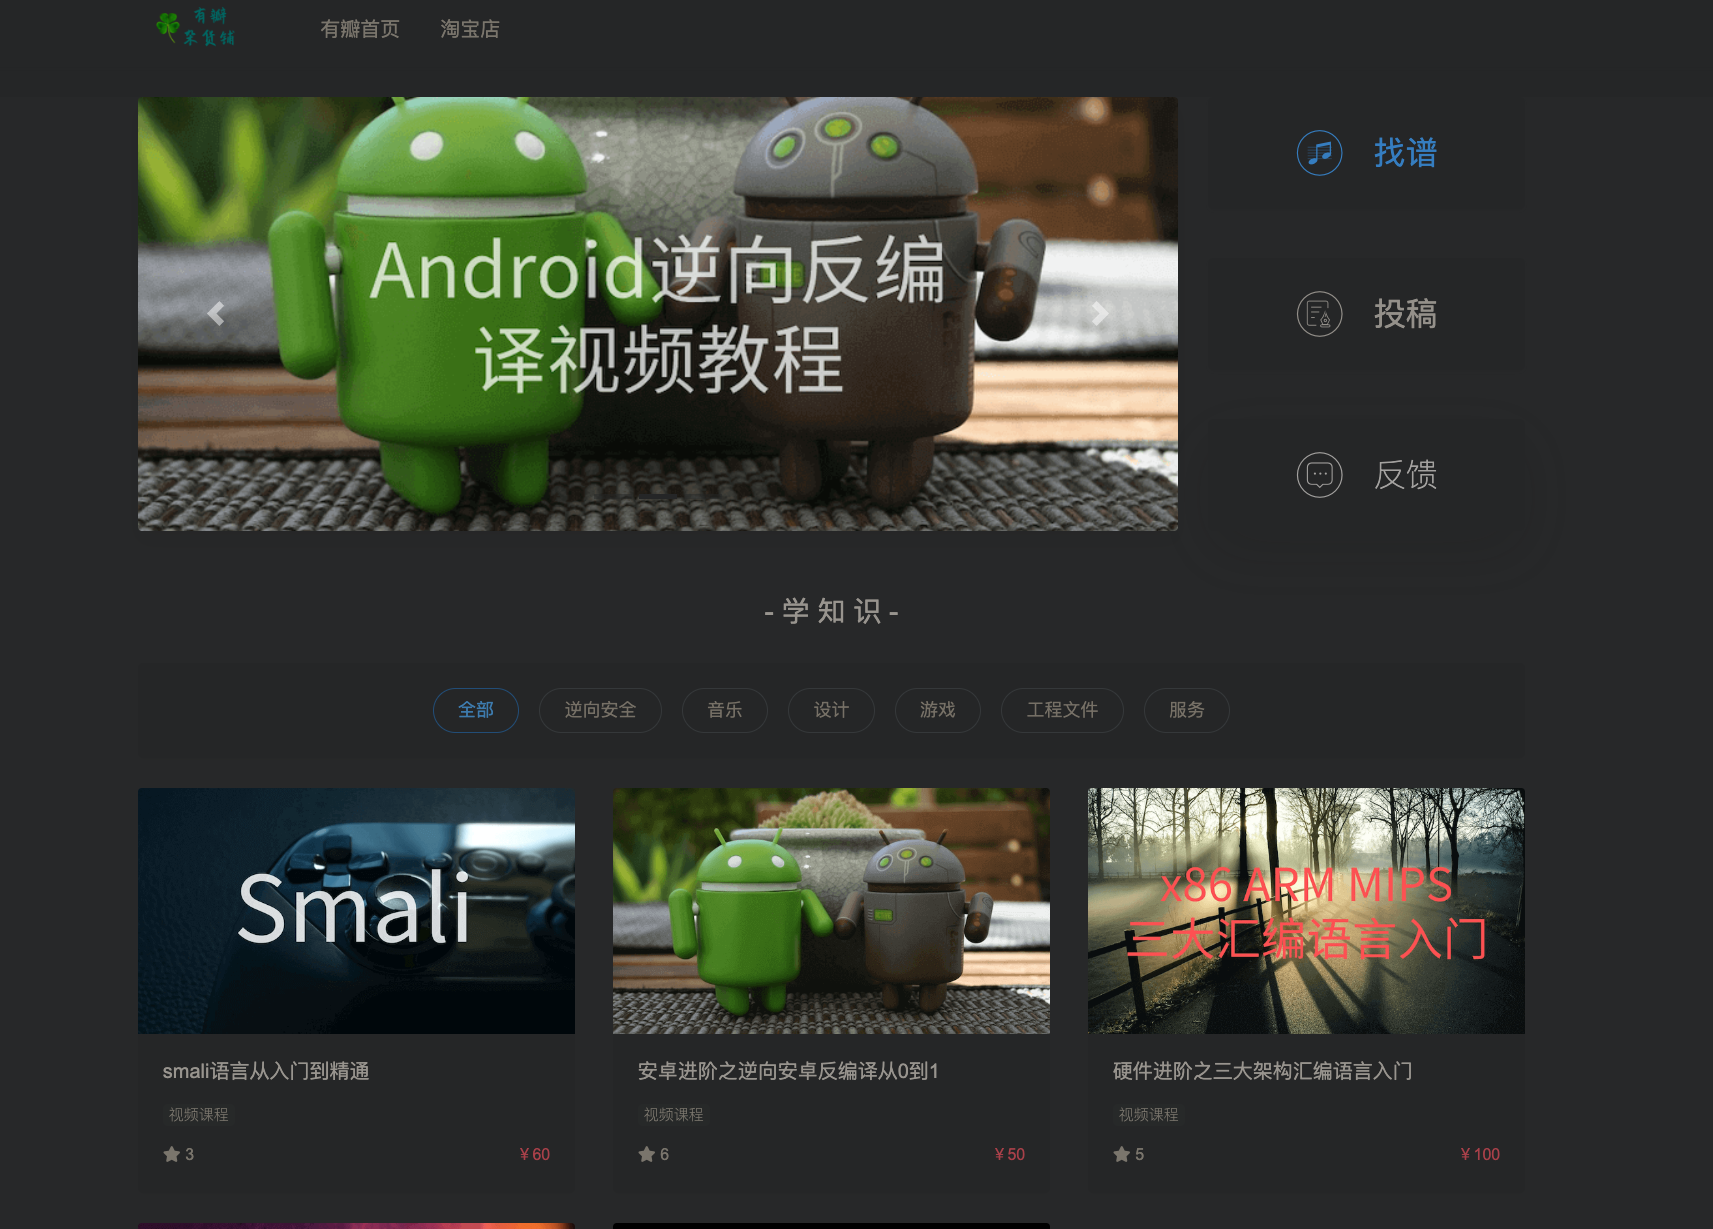 有瓣
杂货铺
有瓣首页
淘宝店
找谱
Android逆向反编
译视频教程
投稿
反馈
- 学 知 识 -
全部
逆向安全
音乐
设计
游戏
工程文件
服务
Smali
x86 ARM MIPS
三大汇编语言入门
smali语言从入门到精通
安卓进阶之逆向安卓反编译从0到1
硬件进阶之三大架构汇编语言入门
视频课程
视频课程
视频课程
3
¥60
6
¥50
5
¥100